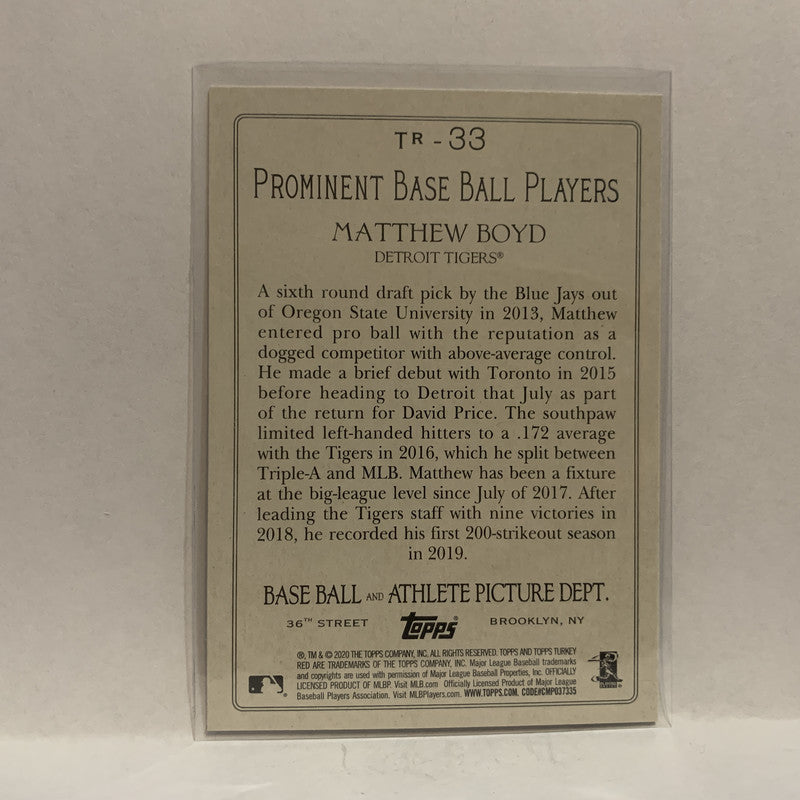 TR - 33
PROMINENT BASE BALL PLAYERS
MATTHEW BOYD
DETROIT TIGERS®
A sixth round draft pick by the Blue Jays out
of Oregon State University in 2013, Matthew
entered pro ball with the reputation as a
dogged competitor with above-average control.
He made a brief debut with Toronto in 2015
before heading to Detroit that July as part
of the return for David Price. The southpaw
limited left-handed hitters to a .172 average
with the Tigers in 2016, which he split between
Triple-A and MLB. Matthew has been a fixture
at the big-league level since July of 2017. After
leading the Tigers staff with nine victories in
2018, he recorded his first 200-strikeout season
in 2019.
BASE BALL AND ATHLETE PICTURE DEPT.
36TH STREET topps® BROOKLYN, NY
®, TM & © 2020 THE TOPPS COMPANY, INC. ALL RIGHTS RESERVED. TOPPS AND TOPPS TURKEY
RED ARE TRADEMARKS OF THE TOPPS COMPANY, INC. Major League Baseball trademarks
and copyrights are used with permission of Major League Baseball Properties, Inc. OFFICIALLY
LICENSED PRODUCT OF MLBP. Visit MLB.com Officially Licensed Product of Major League
Baseball Players Association. Visit MLBPlayers.com. WWW.TOPPS.COM. CODE#CMP037335